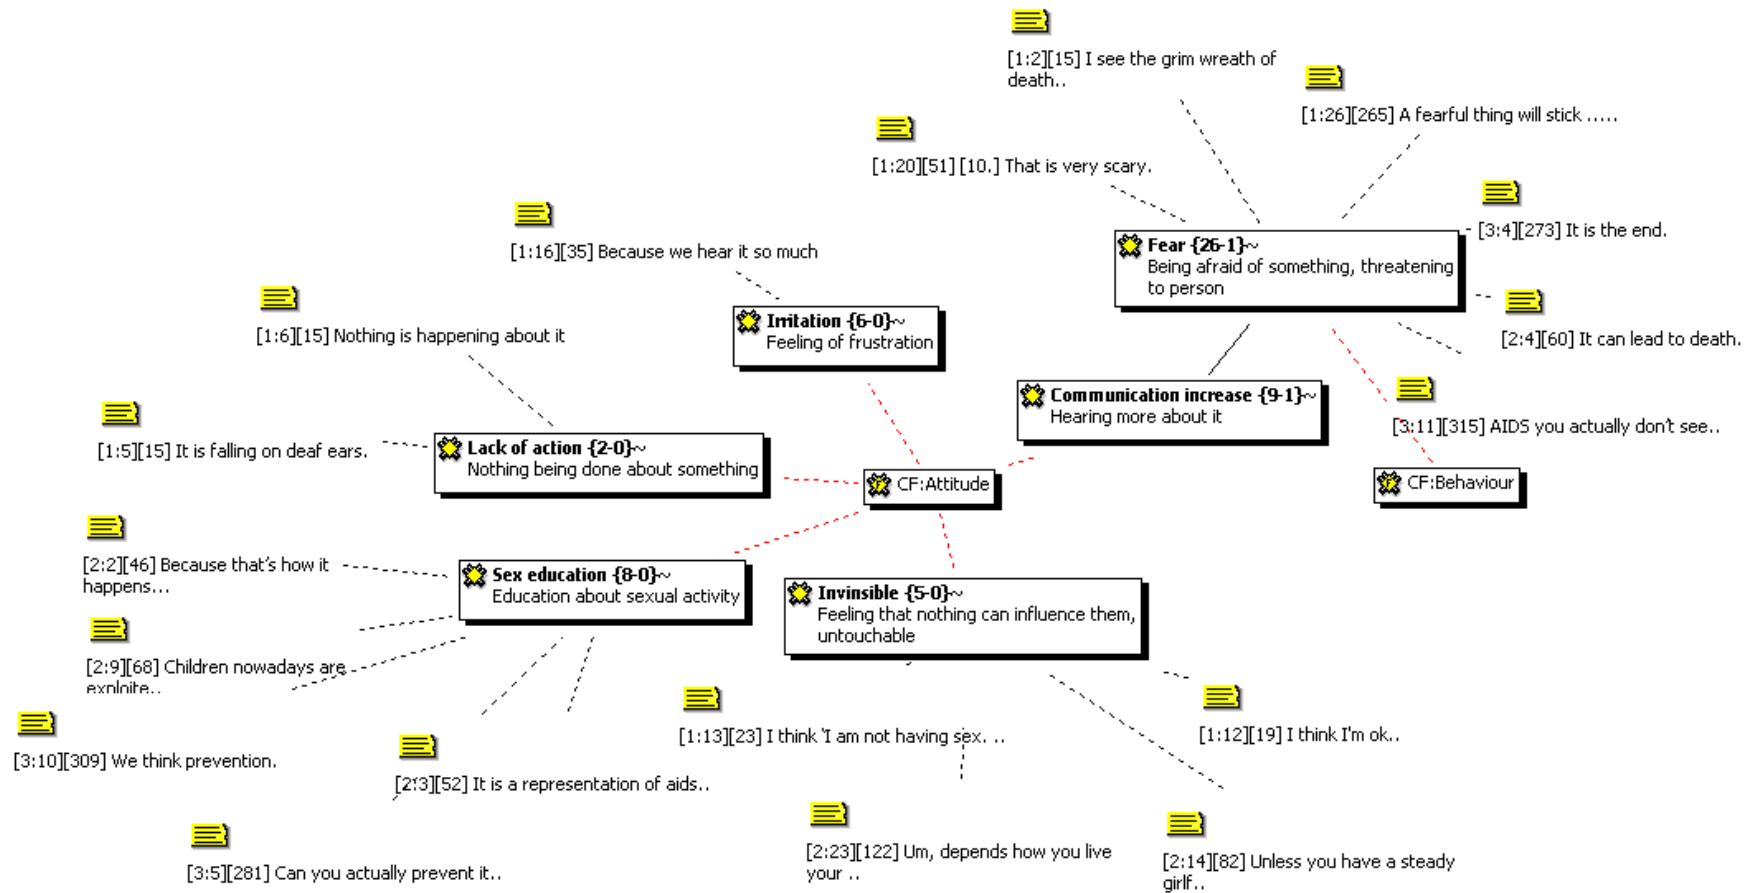 [1:2][15] I see the grim wreath of
death..
[1:26][265] A fearful thing will stick .....
[1:20][51] [10.] That is very scary.
[3:4][273] It is the end.
[1:16][35] Because we hear it so much
Fear {26-1}~
Being afraid of something, threatening
to person
[1:6][15] Nothing is happening about it
Irritation {6-0}~
Feeling of frustration
[2:4][60] It can lead to death.
Communication increase {9-1}~
Hearing more about it
[3:11][315] AIDS you actually don't see..
[1:5][15] It is falling on deaf ears.
Lack of action {2-0}~
Nothing being done about something
CF:Attitude
CF:Behaviour
[2:2][46] Because that's how it
happens...
Sex education {8-0}~
Education about sexual activity
Invinsible {5-0}~
Feeling that nothing can influence them,
untouchable
[2:9][68] Children nowadays are
exploite..
[1:13][23] I think 'I am not having sex. ..
[1:12][19] I think I'm ok..
[3:10][309] We think prevention.
[2:3][52] It is a representation of aids..
[3:5][281] Can you actually prevent it..
[2:23][122] Um, depends how you live
your ..
[2:14][82] Unless you have a steady
girlf..